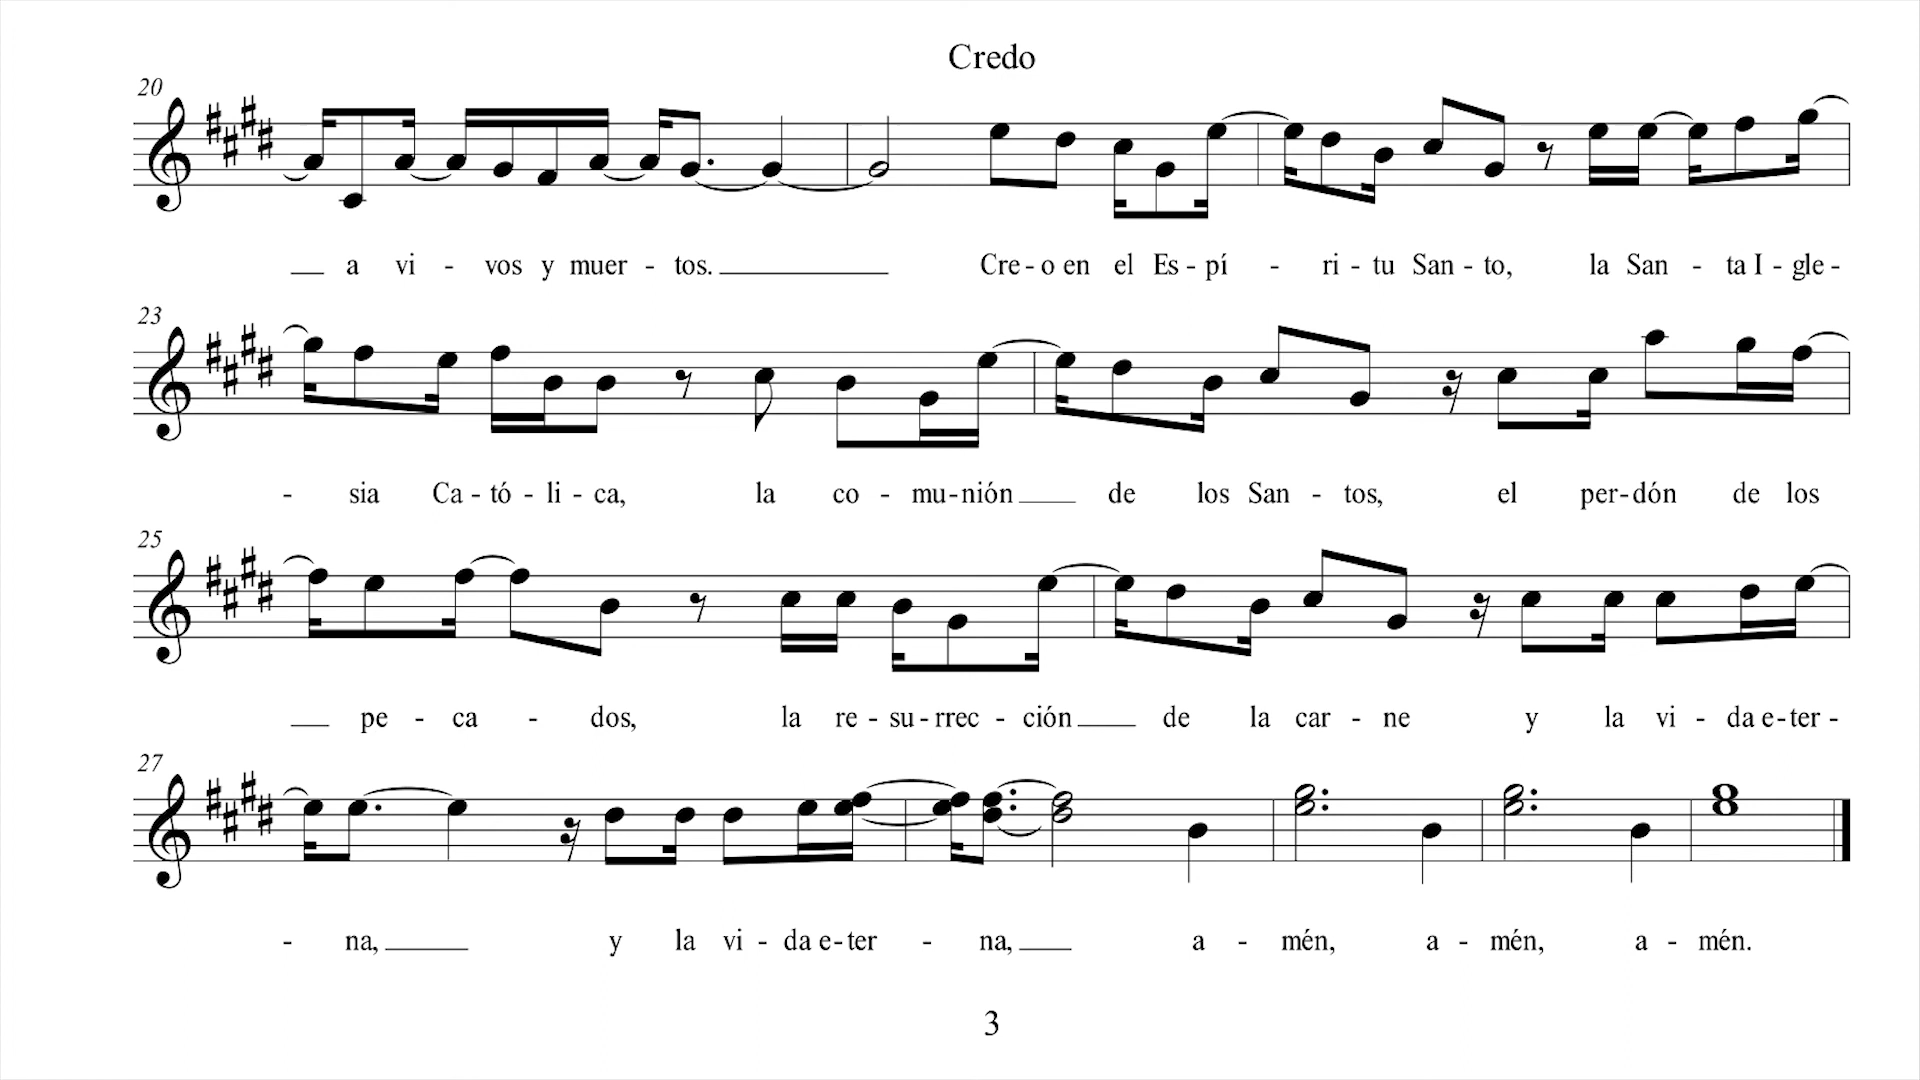 Credo
20
a vi - vos y muer - tos. Cre - o en el Es - pí - ri - tu San - to, la San - ta I - gle -
23
- sia Ca - tó - li - ca, la co - mu - nión de los San - tos, el per - dón de los
25
pe - ca - dos, la re - su - rrec - ción de la car - ne y la vi - da e - ter -
27
- na, y la vi - da e - ter - na, a - mén, a - mén, a - mén.
3